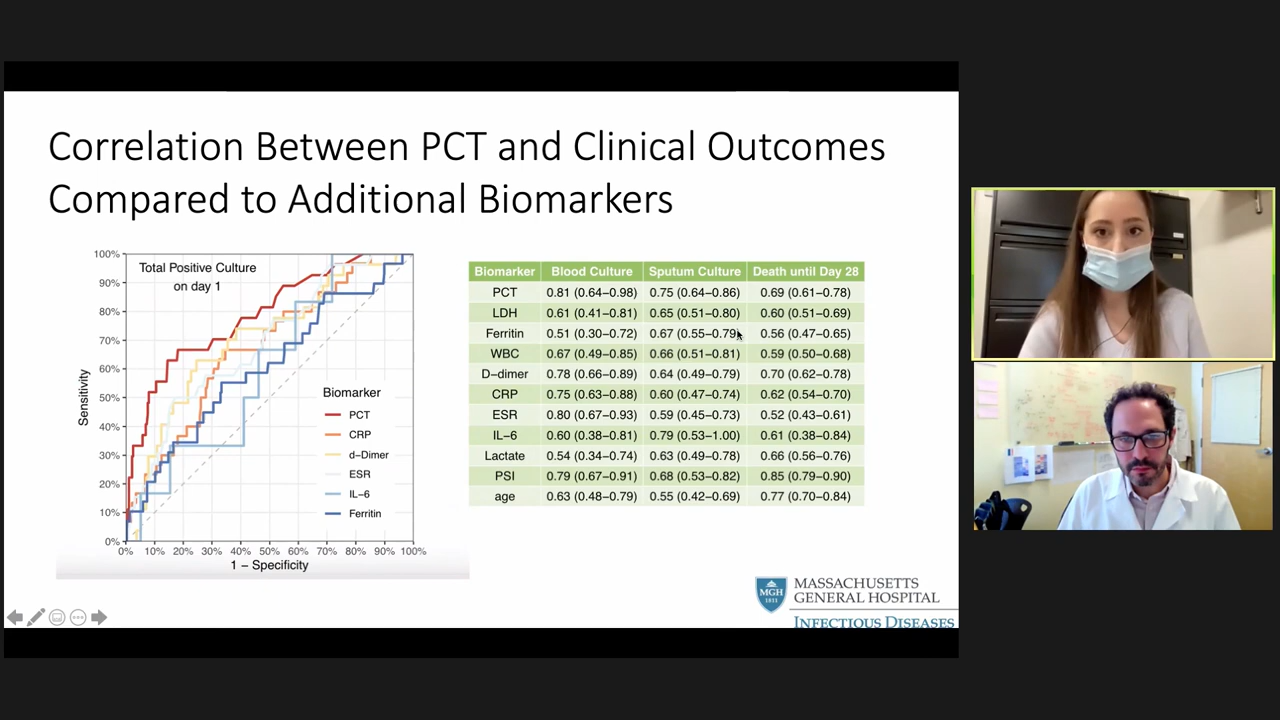 Correlation Between PCT and Clinical Outcomes
Compared to Additional Biomarkers
Total Positive Culture
on day 1
100%
90%
80%
70%
60%
50%
40%
30%
20%
10%
0%
Sensitivity
0% 10% 20% 30% 40% 50% 60% 70% 80% 90% 100%
1 – Specificity
Biomarker
PCT
CRP
d-Dimer
ESR
IL-6
Ferritin
Biomarker Blood Culture Sputum Culture Death until Day 28
PCT 0.81 (0.64–0.98) 0.75 (0.64–0.86) 0.69 (0.61–0.78)
LDH 0.61 (0.41–0.81) 0.65 (0.51–0.80) 0.60 (0.51–0.69)
Ferritin 0.51 (0.30–0.72) 0.67 (0.55–0.79) 0.56 (0.47–0.65)
WBC 0.67 (0.49–0.85) 0.66 (0.51–0.81) 0.59 (0.50–0.68)
D–dimer 0.78 (0.66–0.89) 0.64 (0.49–0.79) 0.70 (0.62–0.78)
CRP 0.75 (0.63–0.88) 0.60 (0.47–0.74) 0.62 (0.54–0.70)
ESR 0.80 (0.67–0.93) 0.59 (0.45–0.73) 0.52 (0.43–0.61)
IL–6 0.60 (0.38–0.81) 0.79 (0.53–1.00) 0.61 (0.38–0.84)
Lactate 0.54 (0.34–0.74) 0.63 (0.49–0.78) 0.66 (0.56–0.76)
PSI 0.79 (0.67–0.91) 0.68 (0.53–0.82) 0.85 (0.79–0.90)
age 0.63 (0.48–0.79) 0.55 (0.42–0.69) 0.77 (0.70–0.84)
MGH
1811
MASSACHUSETTS
GENERAL HOSPITAL
INFECTIOUS DISEASES